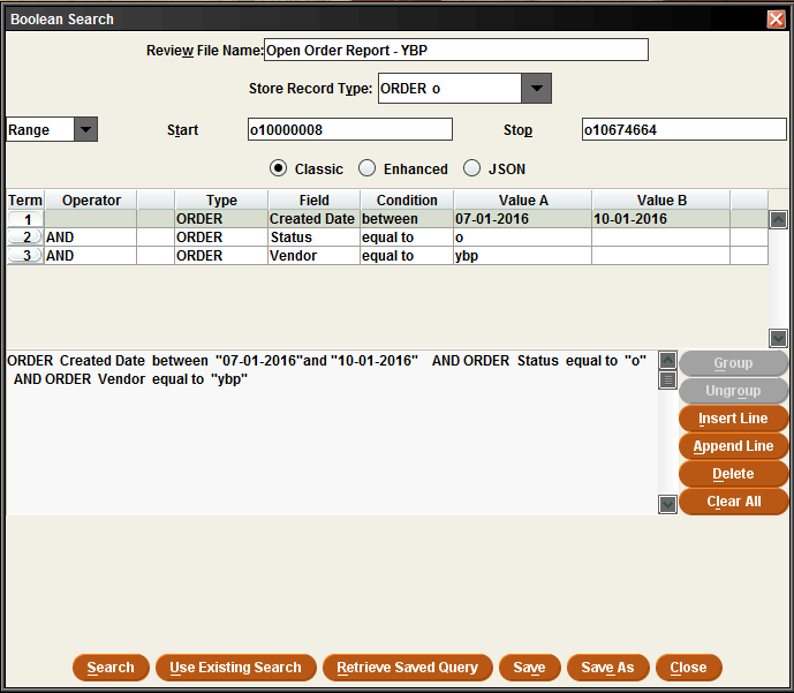 Boolean Search
Review File Name: Open Order Report - YBP
Store Record Type: ORDER o
Range Start o10000008 Stop o10674664
Classic Enhanced JSON
Term Operator Type Field Condition Value A Value B
1 ORDER Created Date between 07-01-2016 10-01-2016
2 AND ORDER Status equal to o
3 AND ORDER Vendor equal to ybp
ORDER Created Date between "07-01-2016"and "10-01-2016" AND ORDER Status equal to "o"
AND ORDER Vendor equal to "ybp"
Group
Ungroup
Insert Line
Append Line
Delete
Clear All
Search Use Existing Search Retrieve Saved Query Save Save As Close